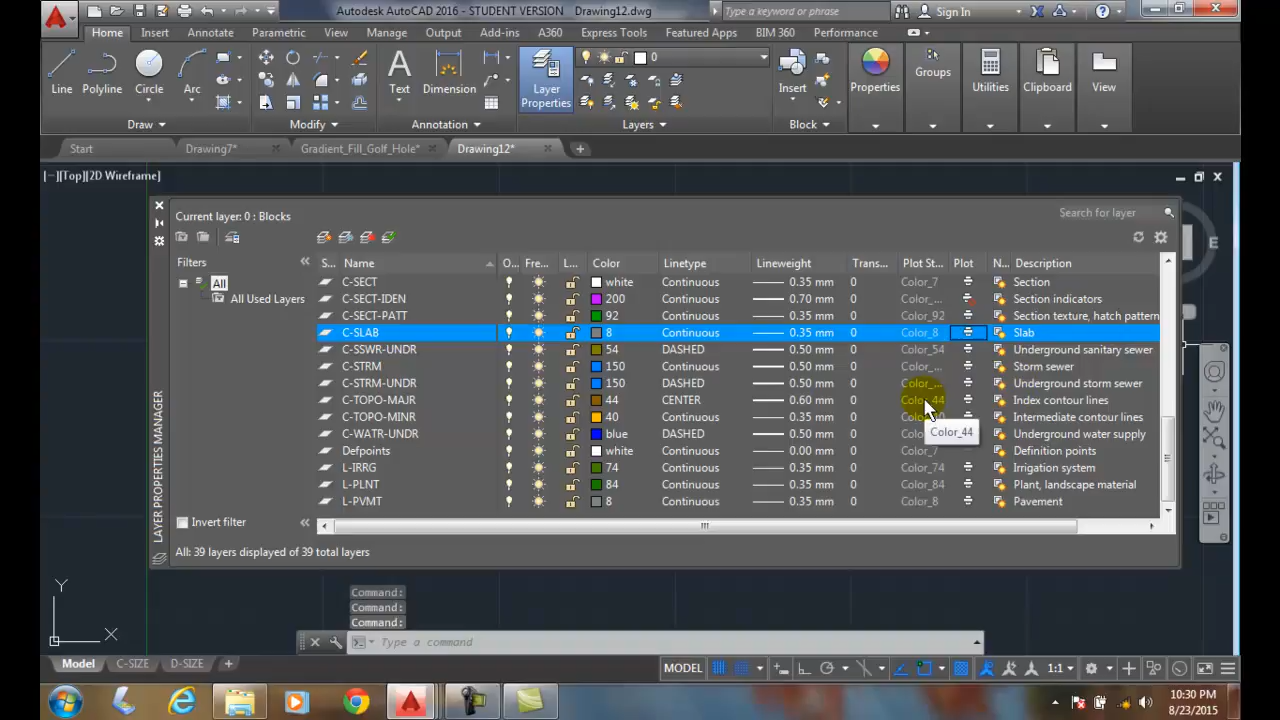 Autodesk AutoCAD 2016 - STUDENT VERSION Drawing12.dwg
Type a keyword or phrase
Sign In
Home Insert Annotate Parametric View Manage Output Add-ins A360 Express Tools Featured Apps BIM 360 Performance
Line Polyline Circle Arc
Text Dimension
Layer Properties
0
Insert
Properties Groups Utilities Clipboard View
Draw Modify Annotation Layers Block
Start Drawing7* Gradient_Fill_Golf_Hole* Drawing12*
[−][Top][2D Wireframe]
Current layer: 0 : Blocks
Search for layer
E
Filters
All
All Used Layers
S... Name O... Fre... L... Color Linetype Lineweight Trans... Plot St... Plot N... Description
C-SECT white Continuous 0.35 mm 0 Color_7 Section
C-SECT-IDEN 200 Continuous 0.70 mm 0 Color_... Section indicators
C-SECT-PATT 92 Continuous 0.35 mm 0 Color_92 Section texture, hatch pattern
C-SLAB 8 Continuous 0.35 mm 0 Color_8 Slab
C-SSWR-UNDR 54 DASHED 0.50 mm 0 Color_54 Underground sanitary sewer
C-STRM 150 Continuous 0.35 mm 0 Color_... Storm sewer
C-STRM-UNDR 150 DASHED 0.50 mm 0 Color_... Underground storm sewer
C-TOPO-MAJR 44 CENTER 0.60 mm 0 Color_44 Index contour lines
C-TOPO-MINR 40 Continuous 0.35 mm 0 Intermediate contour lines
C-WATR-UNDR blue DASHED 0.50 mm 0 Underground water supply
Defpoints white Continuous 0.00 mm 0 Color_7 Definition points
L-IRRG 74 Continuous 0.35 mm 0 Color_74 Irrigation system
L-PLNT 84 Continuous 0.35 mm 0 Color_84 Plant, landscape material
L-PVMT 8 Continuous 0.35 mm 0 Color_8 Pavement
Color_44
Invert filter
All: 39 layers displayed of 39 total layers
LAYER PROPERTIES MANAGER
Y
X
Command:
Command:
Command:
Type a command
Model C-SIZE D-SIZE
MODEL 1:1
10:30 PM
8/23/2015